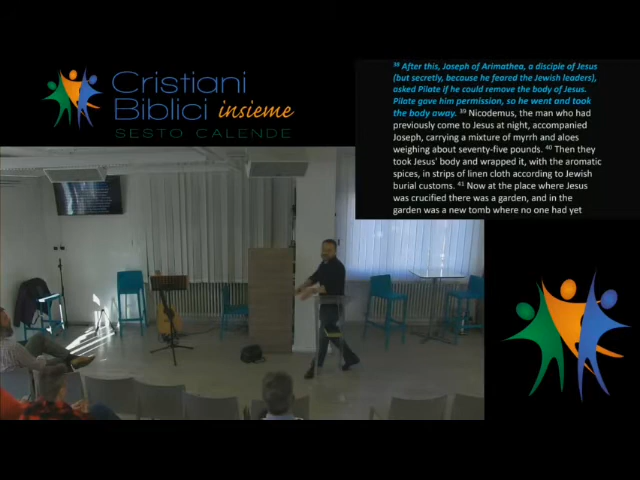 Cristiani
Biblici insieme
SESTO CALENDE
38 After this, Joseph of Arimathea, a disciple of Jesus
(but secretly, because he feared the Jewish leaders),
asked Pilate if he could remove the body of Jesus.
Pilate gave him permission, so he went and took
the body away. 39 Nicodemus, the man who had
previously come to Jesus at night, accompanied
Joseph, carrying a mixture of myrrh and aloes
weighing about seventy-five pounds. 40 Then they
took Jesus' body and wrapped it, with the aromatic
spices, in strips of linen cloth according to Jewish
burial customs. 41 Now at the place where Jesus
was crucified there was a garden, and in the
garden was a new tomb where no one had yet